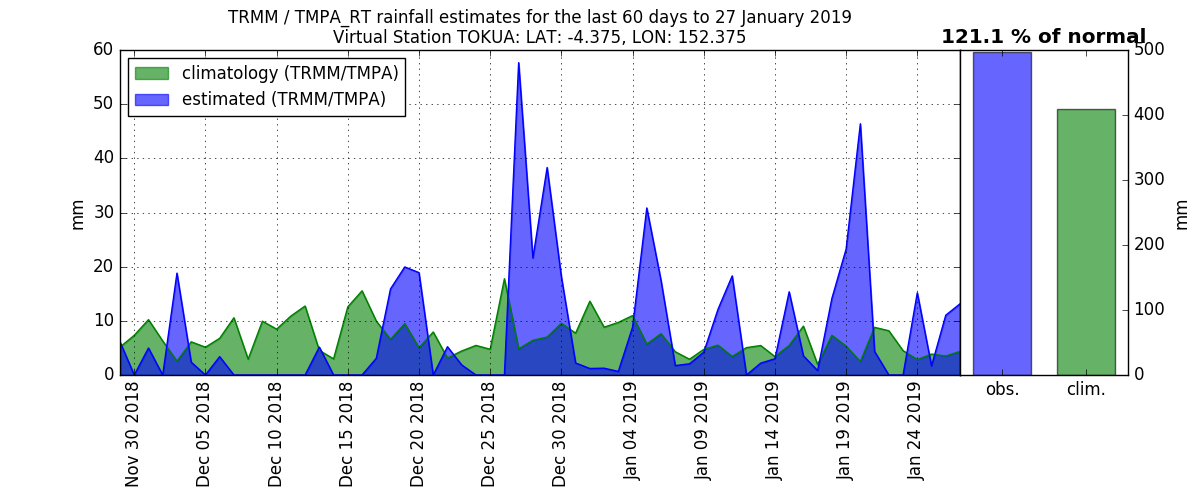 TRMM / TMPA_RT rainfall estimates for the last 60 days to 27 January 2019
Virtual Station TOKUA: LAT: -4.375, LON: 152.375
121.1 % of normal
climatology (TRMM/TMPA)
estimated (TRMM/TMPA)
60
50
40
30
20
10
0
mm
Nov 30 2018
Dec 05 2018
Dec 10 2018
Dec 15 2018
Dec 20 2018
Dec 25 2018
Dec 30 2018
Jan 04 2019
Jan 09 2019
Jan 14 2019
Jan 19 2019
Jan 24 2019
obs.
clim.
500
400
300
200
100
0
mm